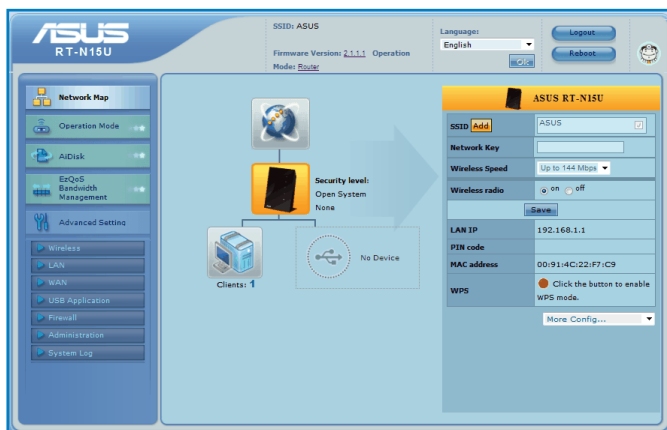 ASUS
RT-N15U
SSID: ASUS
Firmware Version: 2.1.1.1 Operation
Mode: Router
Language:
English
OK
Logout
Reboot
Network Map
Operation Mode
AiDisk
EzQoS
Bandwidth
Management
Advanced Setting
Wireless
LAN
WAN
USB Application
Firewall
Administration
System Log
Security level:
Open System
None
Clients: 1
No Device
ASUS RT-N15U
SSID Add ASUS
Network Key
Wireless Speed Up to 144 Mbps
Wireless radio on off
Save
LAN IP 192.168.1.1
PIN code
MAC address 00:91:4C:22:F7:C9
WPS Click the button to enable
WPS mode.
More Config...